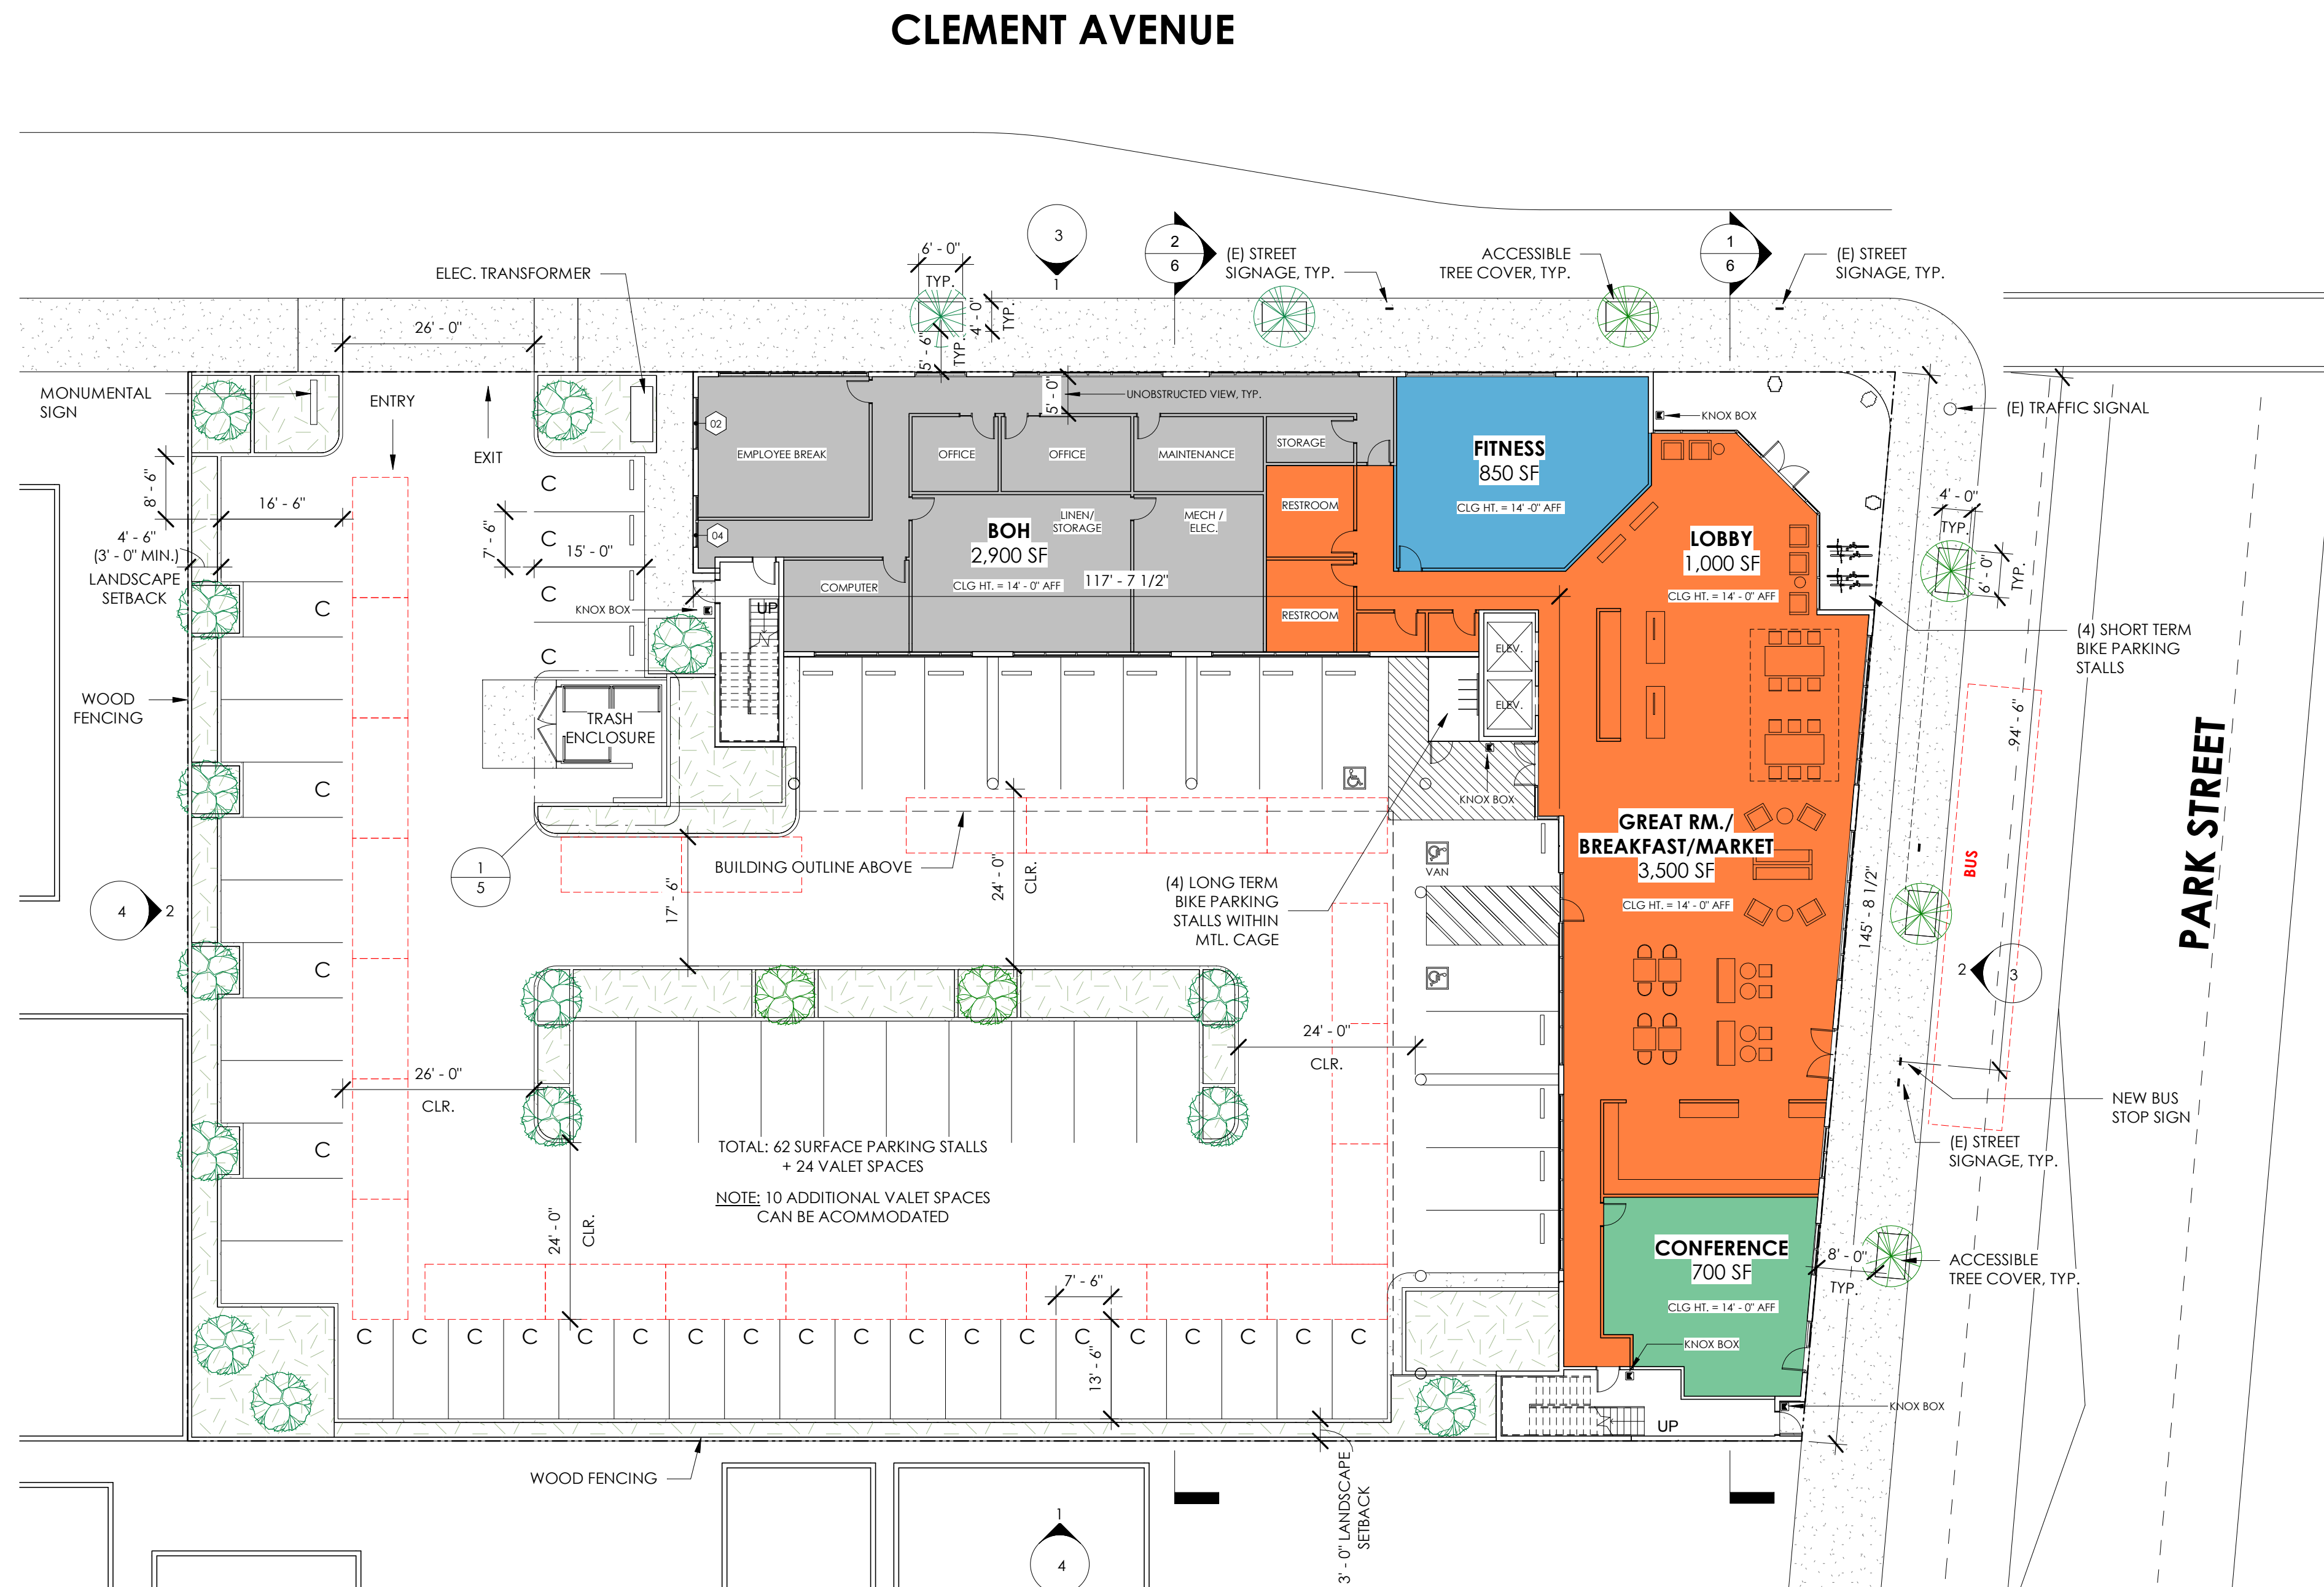 CLEMENT AVENUE
3
1
2
6
1
6
6' - 0"
TYP.
(E) STREET
SIGNAGE, TYP.
ACCESSIBLE
TREE COVER, TYP.
(E) STREET
SIGNAGE, TYP.
ELEC. TRANSFORMER
4' - 0"
TYP.
5' - 6"
TYP.
26' - 0"
MONUMENTAL
SIGN
ENTRY
EXIT
5' - 0"
UNOBSTRUCTED VIEW, TYP.
KNOX BOX
(E) TRAFFIC SIGNAL
02
EMPLOYEE BREAK
OFFICE
OFFICE
MAINTENANCE
STORAGE
FITNESS
850 SF
CLG HT. = 14' -0" AFF
8' - 6"
16' - 6"
4' - 6"
(3' - 0" MIN.)
LANDSCAPE
SETBACK
C
C
C
C
7' - 6"
15' - 0"
04
RESTROOM
RESTROOM
BOH
2,900 SF
CLG HT. = 14' - 0" AFF
LINEN/
STORAGE
MECH /
ELEC.
COMPUTER
117' - 7 1/2"
LOBBY
1,000 SF
CLG HT. = 14' - 0" AFF
4' - 0"
TYP.
6' - 0"
TYP.
KNOX BOX
UP
ELEV.
ELEV.
(4) SHORT TERM
BIKE PARKING
STALLS
C
C
C
C
WOOD
FENCING
TRASH
ENCLOSURE
94' - 6"
BUS
PARK STREET
KNOX BOX
VAN
1
5
4
2
BUILDING OUTLINE ABOVE
17' - 6"
24' - 0"
CLR.
(4) LONG TERM
BIKE PARKING
STALLS WITHIN
MTL. CAGE
GREAT RM./
BREAKFAST/MARKET
3,500 SF
CLG HT. = 14' - 0" AFF
145' - 8 1/2"
2
3
26' - 0"
CLR.
24' - 0"
CLR.
NEW BUS
STOP SIGN
(E) STREET
SIGNAGE, TYP.
TOTAL: 62 SURFACE PARKING STALLS
+ 24 VALET SPACES
NOTE: 10 ADDITIONAL VALET SPACES
CAN BE ACOMMODATED
24' - 0"
CLR.
7' - 6"
13' - 6"
CONFERENCE
700 SF
CLG HT. = 14' - 0" AFF
8' - 0"
TYP.
ACCESSIBLE
TREE COVER, TYP.
C C C C C C C C C C C C C C C C C C C
KNOX BOX
KNOX BOX
UP
WOOD FENCING
3' - 0" LANDSCAPE
SETBACK
1
4